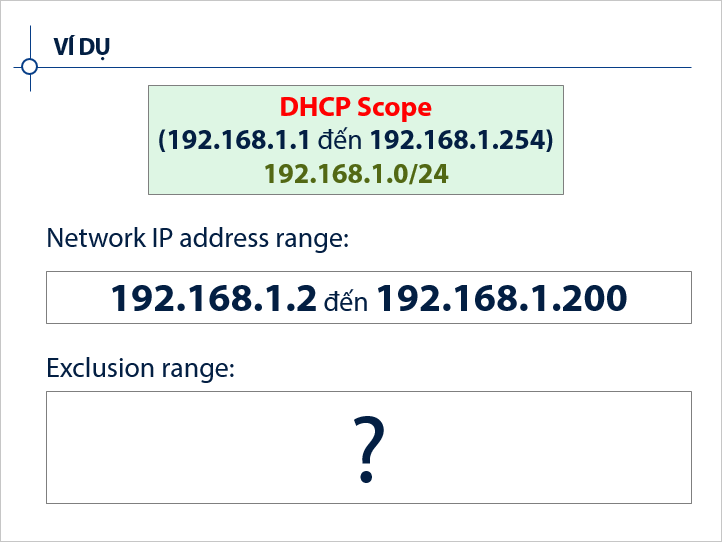 VÍ DỤ
DHCP Scope
(192.168.1.1 đến 192.168.1.254)
192.168.1.0/24
Network IP address range:
192.168.1.2 đến 192.168.1.200
Exclusion range:
?